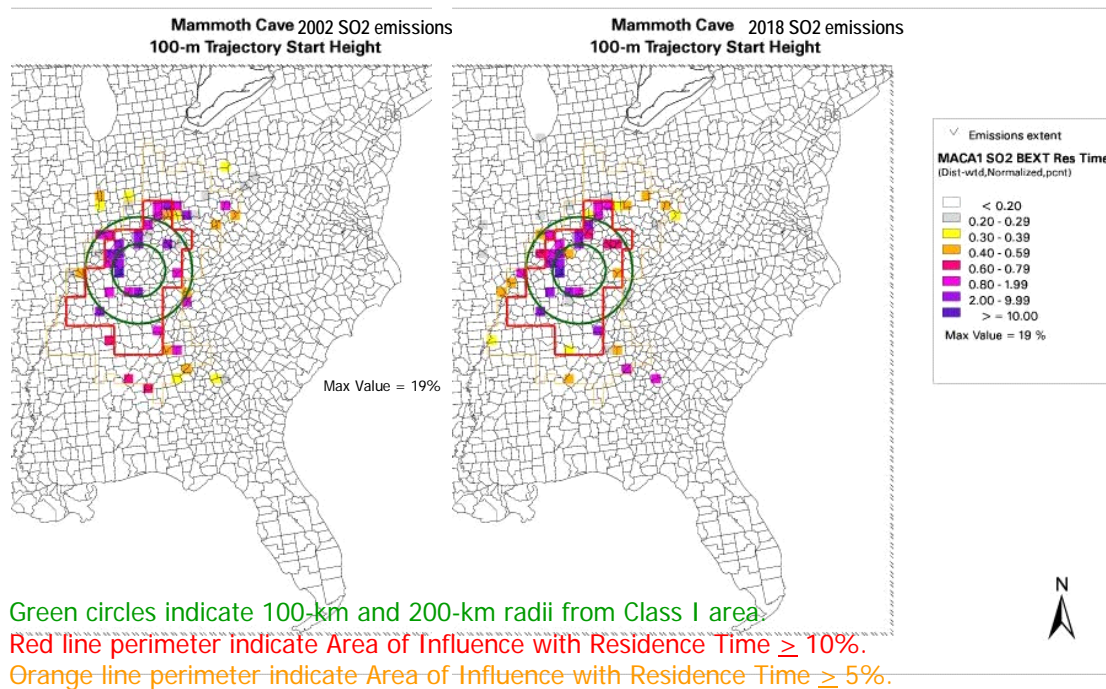 Mammoth Cave 2002 SO2 emissions
100-m Trajectory Start Height
Mammoth Cave 2018 SO2 emissions
100-m Trajectory Start Height
Emissions extent
MACA1 SO2 BEXT Res Time
(Dist-wtd,Normalized,pcnt)
< 0.20
0.20 - 0.29
0.30 - 0.39
0.40 - 0.59
0.60 - 0.79
0.80 - 1.99
2.00 - 9.99
> = 10.00
Max Value = 19 %
Max Value = 19%
N
Green circles indicate 100-km and 200-km radii from Class I area.
Red line perimeter indicate Area of Influence with Residence Time > 10%.
Orange line perimeter indicate Area of Influence with Residence Time > 5%.